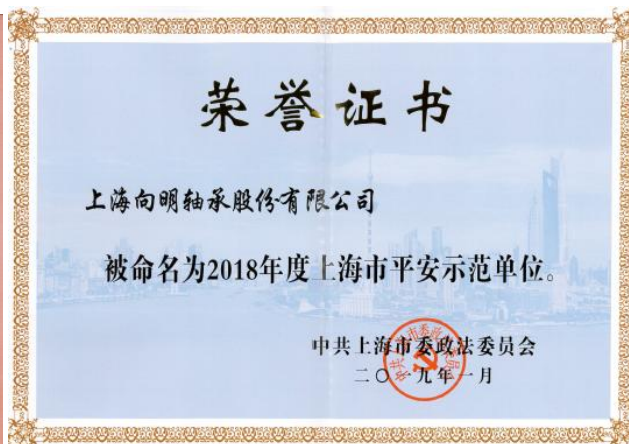 荣誉证书
上海向明轴承股份有限公司
被命名为2018年度上海市平安示范单位。
中共上海市委政法委员会
二〇一九年一月